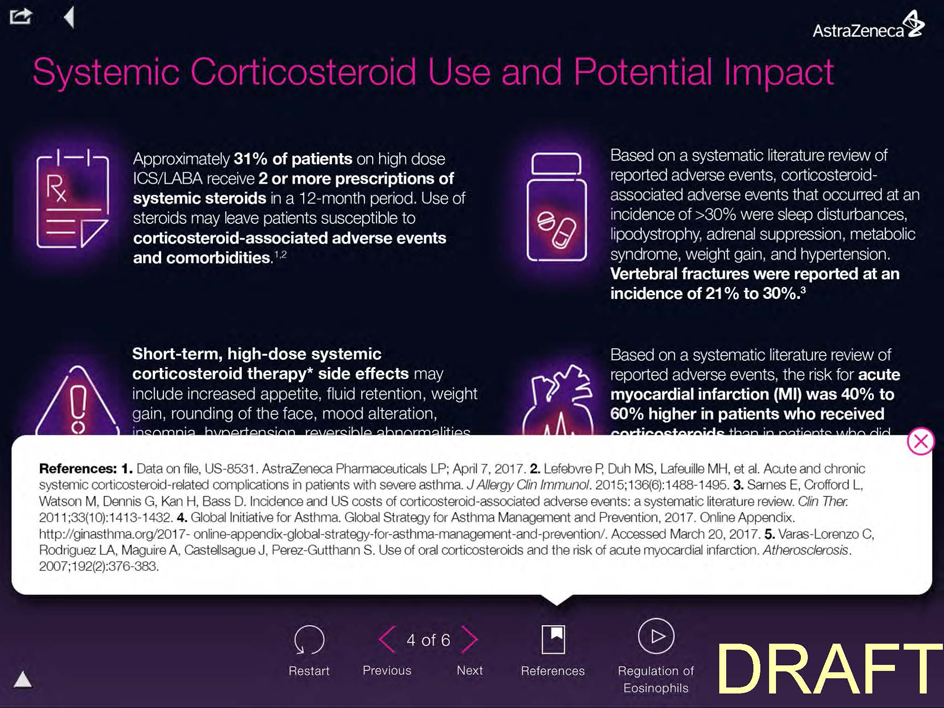 AstraZeneca
Systemic Corticosteroid Use and Potential Impact
Approximately 31% of patients on high dose
ICS/LABA receive 2 or more prescriptions of
systemic steroids in a 12-month period. Use of
steroids may leave patients susceptible to
corticosteroid-associated adverse events
and comorbidities.1,2
Rx
Based on a systematic literature review of
reported adverse events, corticosteroid-
associated adverse events that occurred at an
incidence of >30% were sleep disturbances,
lipodystrophy, adrenal suppression, metabolic
syndrome, weight gain, and hypertension.
Vertebral fractures were reported at an
incidence of 21% to 30%.3
Short-term, high-dose systemic
corticosteroid therapy* side effects may
include increased appetite, fluid retention, weight
gain, rounding of the face, mood alteration,
insomnia, hypertension, reversible abnormalities
Based on a systematic literature review of
reported adverse events, the risk for acute
myocardial infarction (MI) was 40% to
60% higher in patients who received
corticosteroids than in patients who did
References: 1. Data on file, US-8531. AstraZeneca Pharmaceuticals LP; April 7, 2017. 2. Lefebvre P, Duh MS, Lafeuille MH, et al. Acute and chronic
systemic corticosteroid-related complications in patients with severe asthma. J Allergy Clin Immunol. 2015;136(6):1488-1495. 3. Sarnes E, Crofford L,
Watson M, Dennis G, Kan H, Bass D. Incidence and US costs of corticosteroid-associated adverse events: a systematic literature review. Clin Ther.
2011;33(10):1413-1432. 4. Global Initiative for Asthma. Global Strategy for Asthma Management and Prevention, 2017. Online Appendix.
http://ginasthma.org/2017- online-appendix-global-strategy-for-asthma-management-and-prevention/. Accessed March 20, 2017. 5. Varas-Lorenzo C,
Rodriguez LA, Maguire A, Castellsague J, Perez-Gutthann S. Use of oral corticosteroids and the risk of acute myocardial infarction. Atherosclerosis.
2007;192(2):376-383.
4 of 6
Restart
Previous
Next
References
Regulation of
Eosinophils
DRAFT